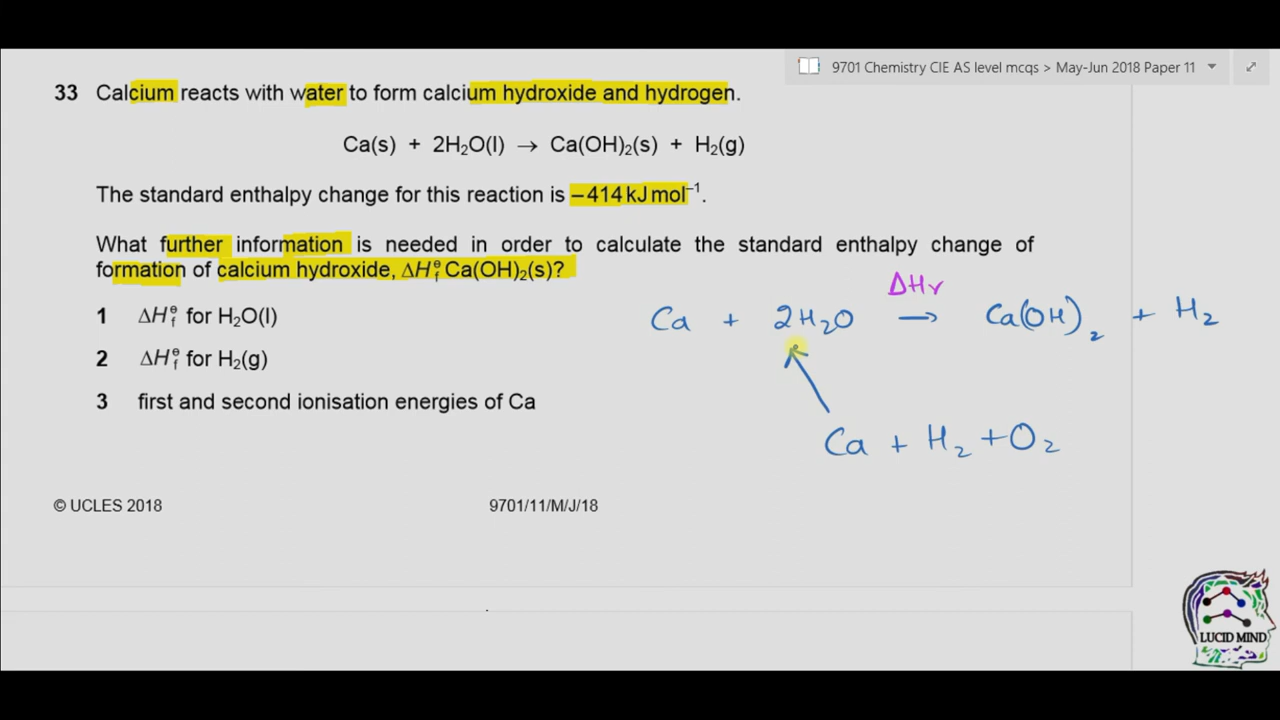 9701 Chemistry CIE AS level mcqs > May-Jun 2018 Paper 11
33 Calcium reacts with water to form calcium hydroxide and hydrogen.
Ca(s) + 2H₂O(l) → Ca(OH)₂(s) + H₂(g)
The standard enthalpy change for this reaction is –414 kJ mol⁻¹.
What further information is needed in order to calculate the standard enthalpy change of
formation of calcium hydroxide, ΔHf⦵ Ca(OH)₂(s)?
ΔHr
Ca + 2H₂O → Ca(OH)₂ + H₂
1 ΔHf⦵ for H₂O(l)
2 ΔHf⦵ for H₂(g)
3 first and second ionisation energies of Ca
Ca + H₂ + O₂
© UCLES 2018 9701/11/M/J/18
LUCID MIND